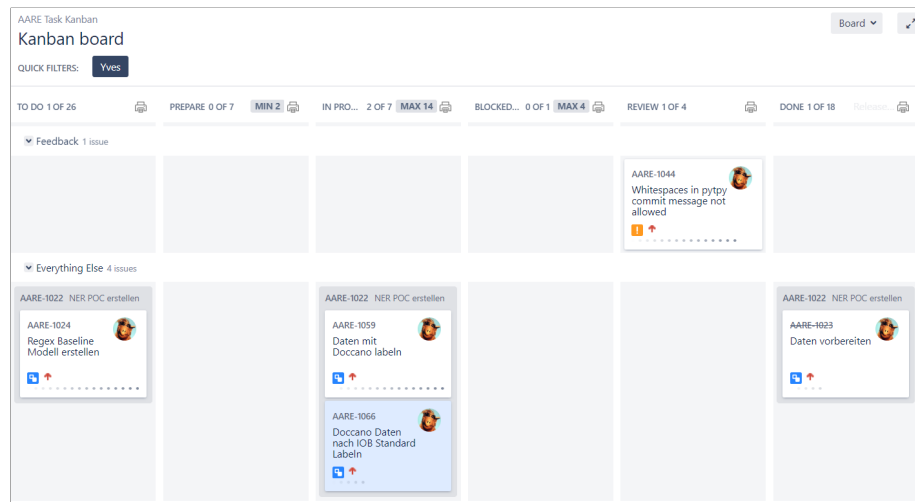 AARE Task Kanban
Kanban board
Board
QUICK FILTERS: Yves
TO DO 1 OF 26
PREPARE 0 OF 7 MIN 2
IN PRO... 2 OF 7 MAX 14
BLOCKED... 0 OF 1 MAX 4
REVIEW 1 OF 4
DONE 1 OF 18 Release...
Feedback 1 issue
AARE-1044
Whitespaces in pytpy
commit message not
allowed
Everything Else 4 issues
AARE-1022 NER POC erstellen
AARE-1024
Regex Baseline
Modell erstellen
AARE-1022 NER POC erstellen
AARE-1059
Daten mit
Doccano labeln
AARE-1066
Doccano Daten
nach IOB Standard
Labeln
AARE-1022 NER POC erstellen
AARE-1023
Daten vorbereiten